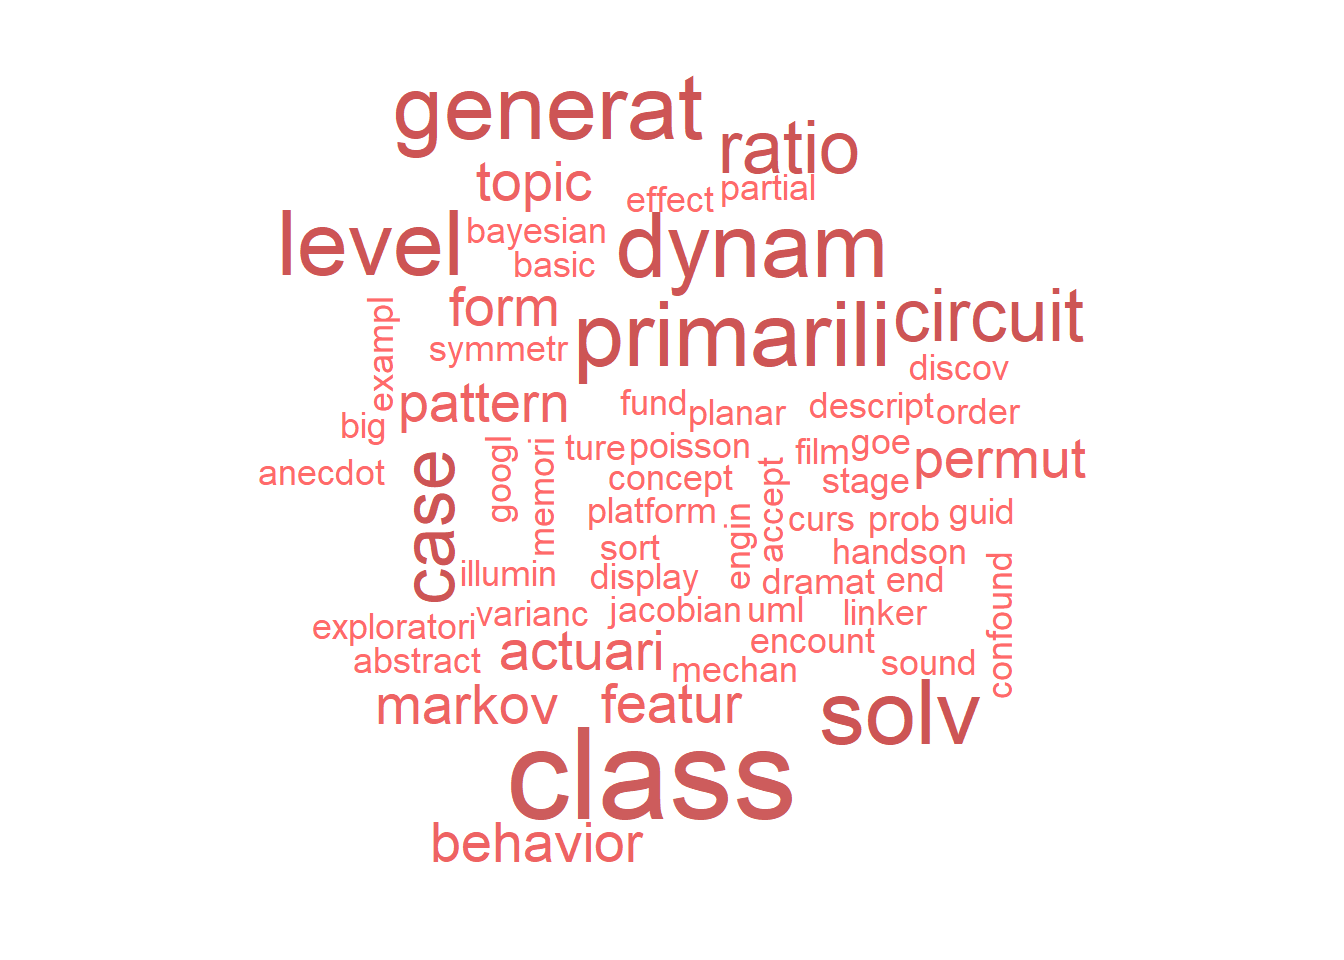 generat
ratio
topic
effect
partial
level
bayesian
dynam
basic
form
primarili
circuit
exampl
symmetr
discov
pattern
fund
planar
descript
order
big
anecdot
case
googl
memori
ture
poisson
film
goe
permut
concept
accept
stage
platform
engin
curs
prob
guid
sort
handson
illumin
display
dramat
end
confound
exploratori
varianc
jacobian
uml
linker
abstract
actuari
mechan
encount
sound
markov
featur
solv
class
behavior